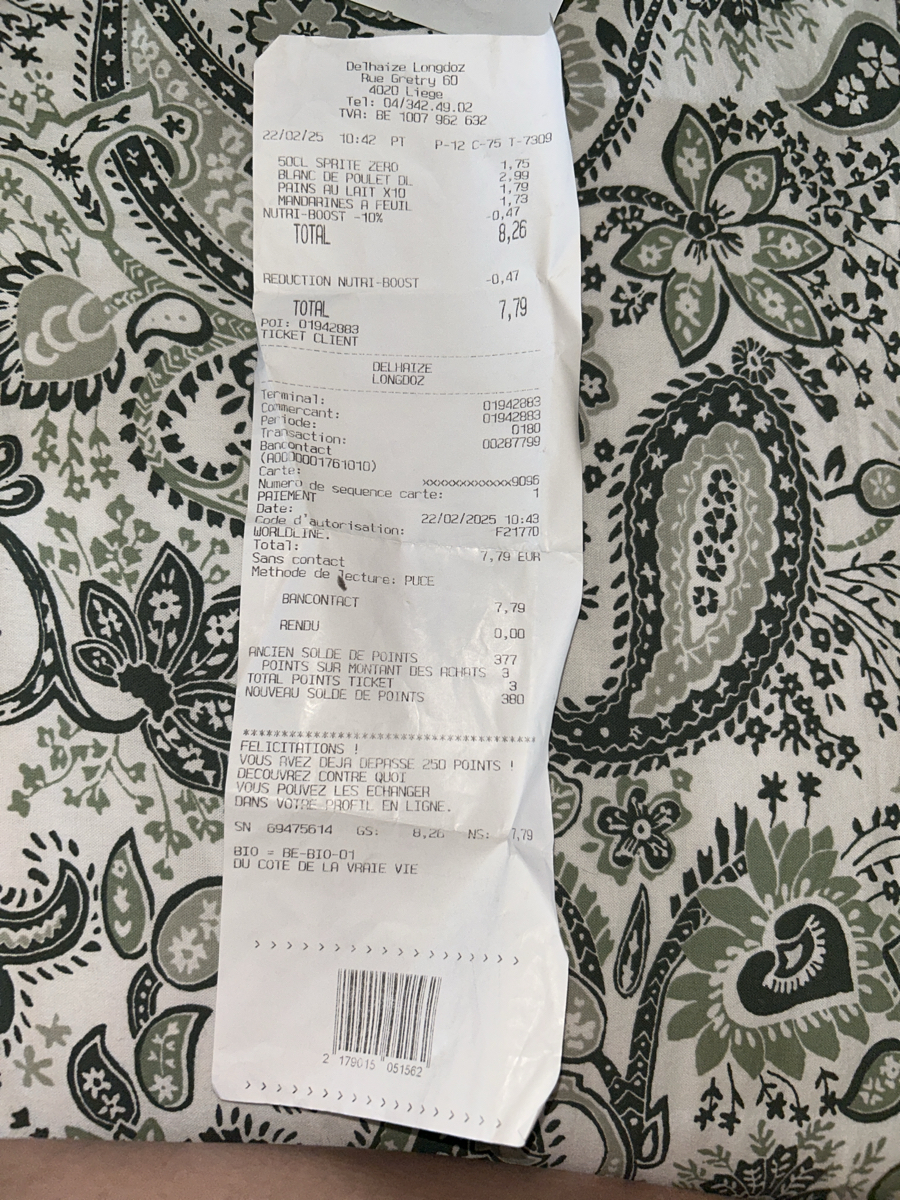 Delhaize Longdoz
Rue Gretry 60
4020 Liege
Tel: 04/342.49.02
TVA: BE 1007 962 632
22/02/25 10:42 PT P-12 C-75 T-7309
50CL SPRITE ZERO 1,75
BLANC DE POULET DL 2,99
PAINS AU LAIT X10 1,79
MANDARINES A FEUIL 1,73
NUTRI-BOOST -10% -0,47
TOTAL 8,26
REDUCTION NUTRI-BOOST -0,47
TOTAL 7,79
POI: 01942883
TICKET CLIENT
DELHAIZE
LONGDOZ
Terminal: 01942883
Commercant: 01942883
Periode: 0180
Transaction: 00287799
Bancontact
(A0000001761010)
Carte: xxxxxxxxxxxxx9096
Numero de sequence carte: 1
PAIEMENT
Date: 22/02/2025 10:43
Code d'autorisation: F2177D
WORLDLINE.
Total: 7,79 EUR
Sans contact
Methode de lecture: PUCE
BANCONTACT 7,79
RENDU 0,00
ANCIEN SOLDE DE POINTS 377
POINTS SUR MONTANT DES ACHATS 3
TOTAL POINTS TICKET 3
NOUVEAU SOLDE DE POINTS 380
****************************************
FELICITATIONS !
VOUS AVEZ DEJA DEPASSE 250 POINTS !
DECOUVREZ CONTRE QUOI
VOUS POUVEZ LES ECHANGER
DANS VOTRE PROFIL EN LIGNE.
SN 69475614 GS: 8,26 NS: 7,79
BIO = BE-BIO-01
DU COTE DE LA VRAIE VIE
> > > > > > > > > > > > > > > >
2 179015 051562
> > > > > > > > > > > > > > > >